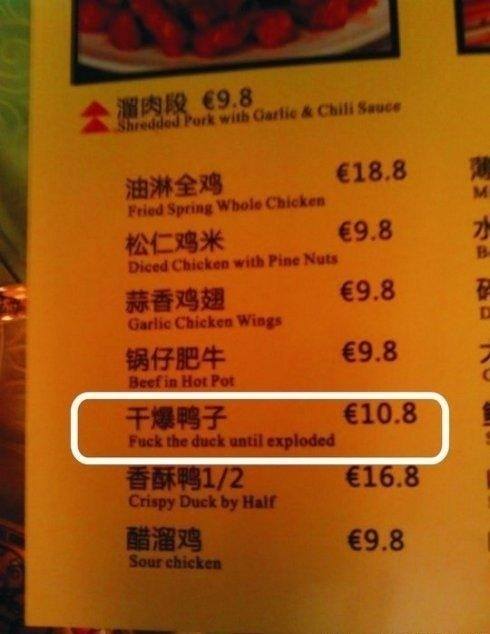 溜肉段 €9.8
Shredded Pork with Garlic & Chili Sauce
油淋全鸡 €18.8
Fried Spring Whole Chicken
松仁鸡米 €9.8
Diced Chicken with Pine Nuts
蒜香鸡翅 €9.8
Garlic Chicken Wings
锅仔肥牛 €9.8
Beef in Hot Pot
干爆鸭子 €10.8
Fuck the duck until exploded
香酥鸭1/2 €16.8
Crispy Duck by Half
醋溜鸡 €9.8
Sour chicken